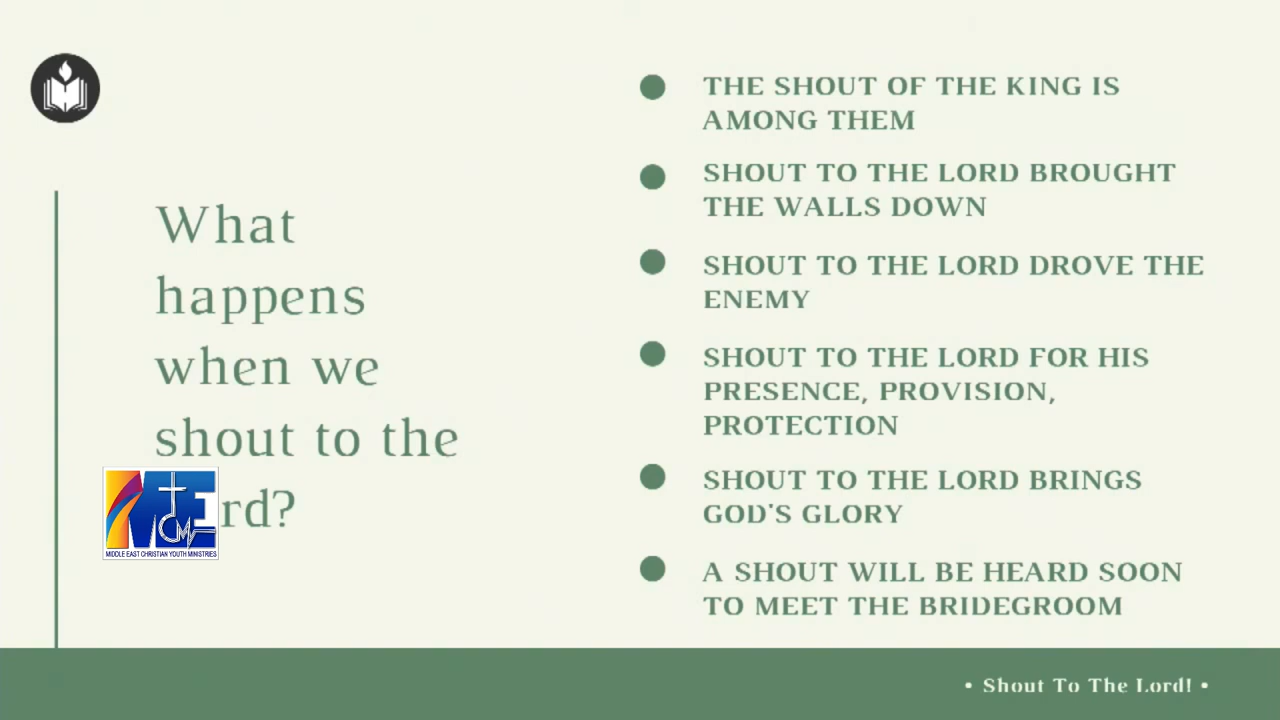 What
happens
when we
shout to the
rd?
MIDDLE EAST CHRISTIAN YOUTH MINISTRIES
THE SHOUT OF THE KING IS
AMONG THEM
SHOUT TO THE LORD BROUGHT
THE WALLS DOWN
SHOUT TO THE LORD DROVE THE
ENEMY
SHOUT TO THE LORD FOR HIS
PRESENCE, PROVISION,
PROTECTION
SHOUT TO THE LORD BRINGS
GOD'S GLORY
A SHOUT WILL BE HEARD SOON
TO MEET THE BRIDEGROOM
• Shout To The Lord! •